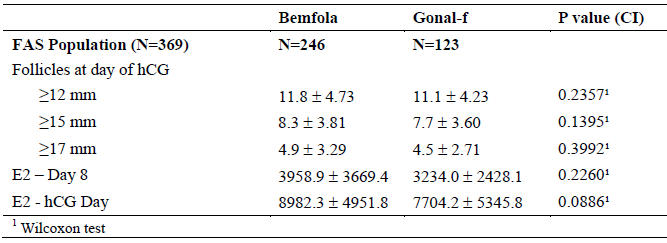 Bemfola Gonal-f P value (CI)
FAS Population (N=369) N=246 N=123
Follicles at day of hCG
≥12 mm 11.8 ± 4.73 11.1 ± 4.23 0.2357¹
≥15 mm 8.3 ± 3.81 7.7 ± 3.60 0.1395¹
≥17 mm 4.9 ± 3.29 4.5 ± 2.71 0.3992¹
E2 – Day 8 3958.9 ± 3669.4 3234.0 ± 2428.1 0.2260¹
E2 - hCG Day 8982.3 ± 4951.8 7704.2 ± 5345.8 0.0886¹
¹ Wilcoxon test